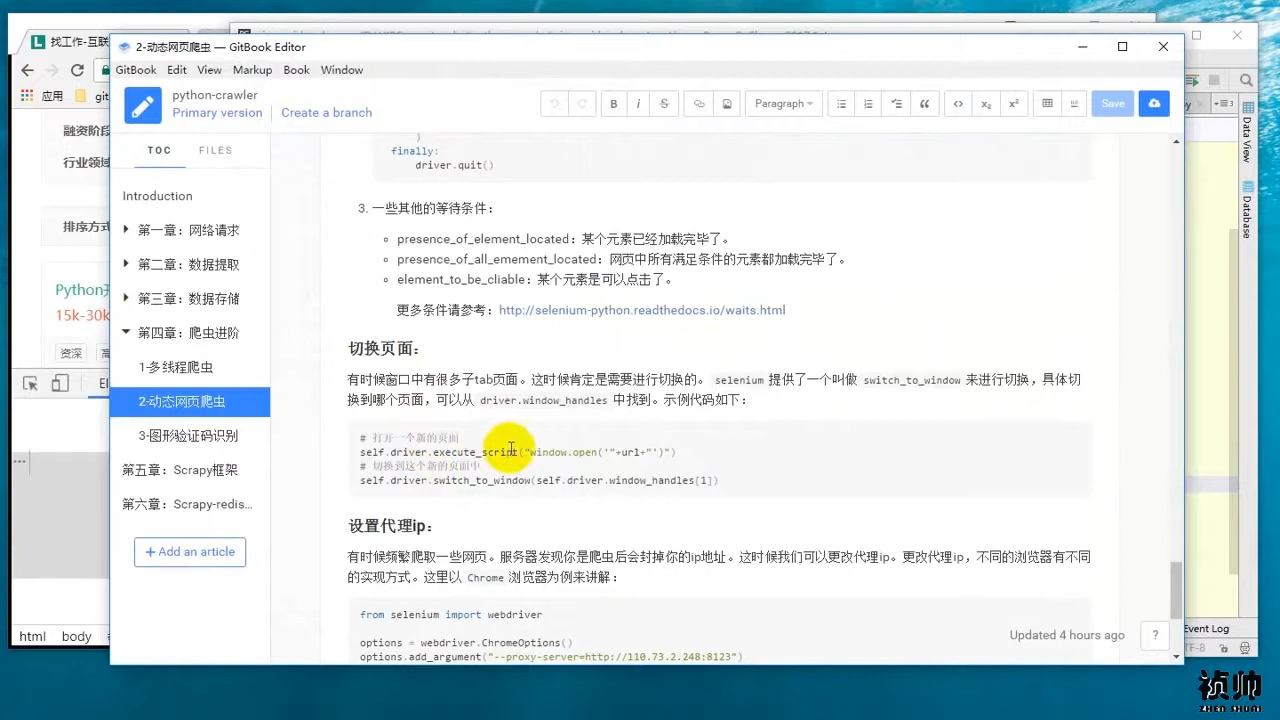 找工作-互联
2-动态网页爬虫 — GitBook Editor
GitBook Edit View Markup Book Window
应用
python-crawler
Primary version Create a branch
Paragraph
Save
融资阶段
行业领域
排序方式
15k-30k
资深
TOC FILES
Introduction
第一章：网络请求
第二章：数据提取
第三章：数据存储
第四章：爬虫进阶
1-多线程爬虫
2-动态网页爬虫
3-图形验证码识别
第五章：Scrapy框架
第六章：Scrapy-redis...
+ Add an article
)
finally:
driver.quit()
3. 一些其他的等待条件：
presence_of_element_located：某个元素已经加载完毕了。
presence_of_all_emement_located：网页中所有满足条件的元素都加载完毕了。
element_to_be_cliable：某个元素是可以点击了。
更多条件请参考：http://selenium-python.readthedocs.io/waits.html
切换页面：
有时候窗口中有很多子tab页面。这时候肯定是需要进行切换的。 selenium 提供了一个叫做 switch_to_window 来进行切换，具体切
换到哪个页面，可以从 driver.window_handles 中找到。示例代码如下：
# 打开一个新的页面
self.driver.execute_script("window.open('"+url+"')")
# 切换到这个新的页面中
self.driver.switch_to_window(self.driver.window_handles[1])
设置代理ip：
有时候频繁爬取一些网页。服务器发现你是爬虫后会封掉你的ip地址。这时候我们可以更改代理ip。更改代理ip，不同的浏览器有不同
的实现方式。这里以 Chrome 浏览器为例来讲解：
from selenium import webdriver
options = webdriver.ChromeOptions()
options.add_argument("--proxy-server=http://110.73.2.248:8123")
Updated 4 hours ago
?
html body
Data View
Database
Event Log
祯帅
ZHEN SHUAI